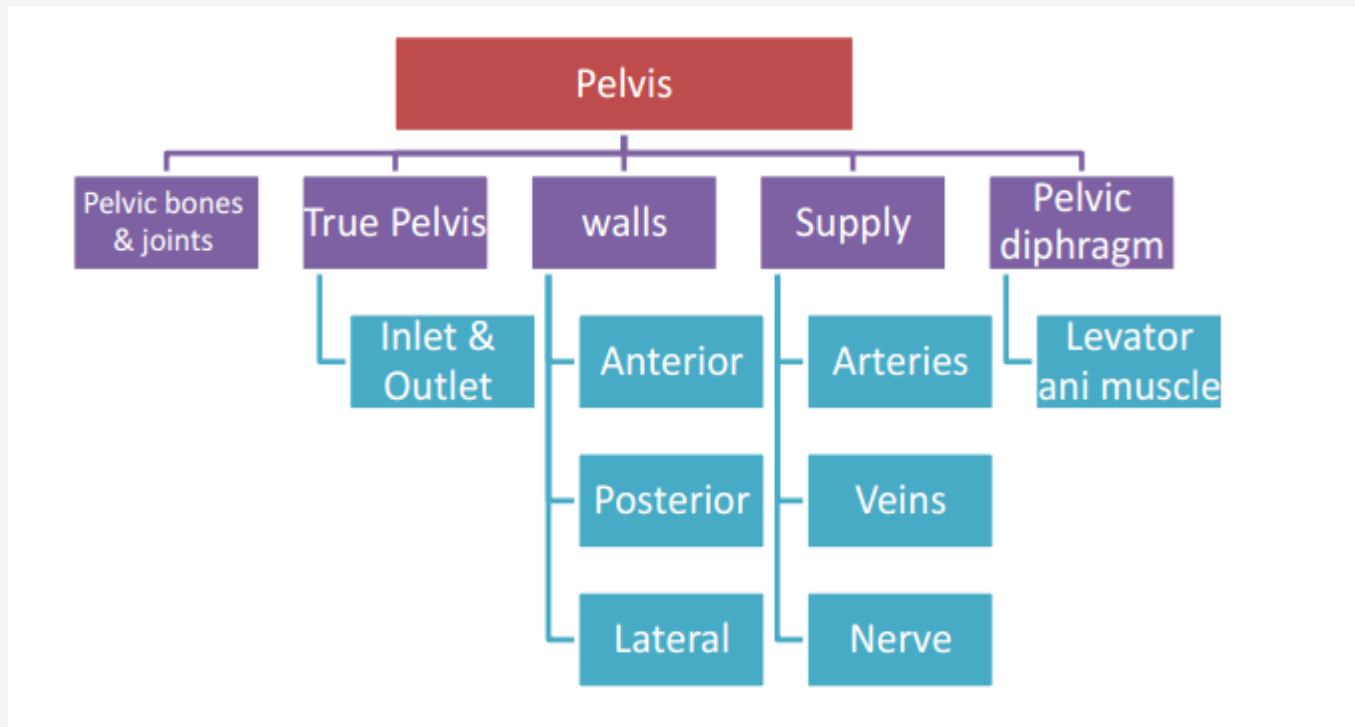 Pelvis
Pelvic bones
& joints
True Pelvis
walls
Supply
Pelvic
diphragm
Inlet &
Outlet
Anterior
Arteries
Levator
ani muscle
Posterior
Veins
Lateral
Nerve